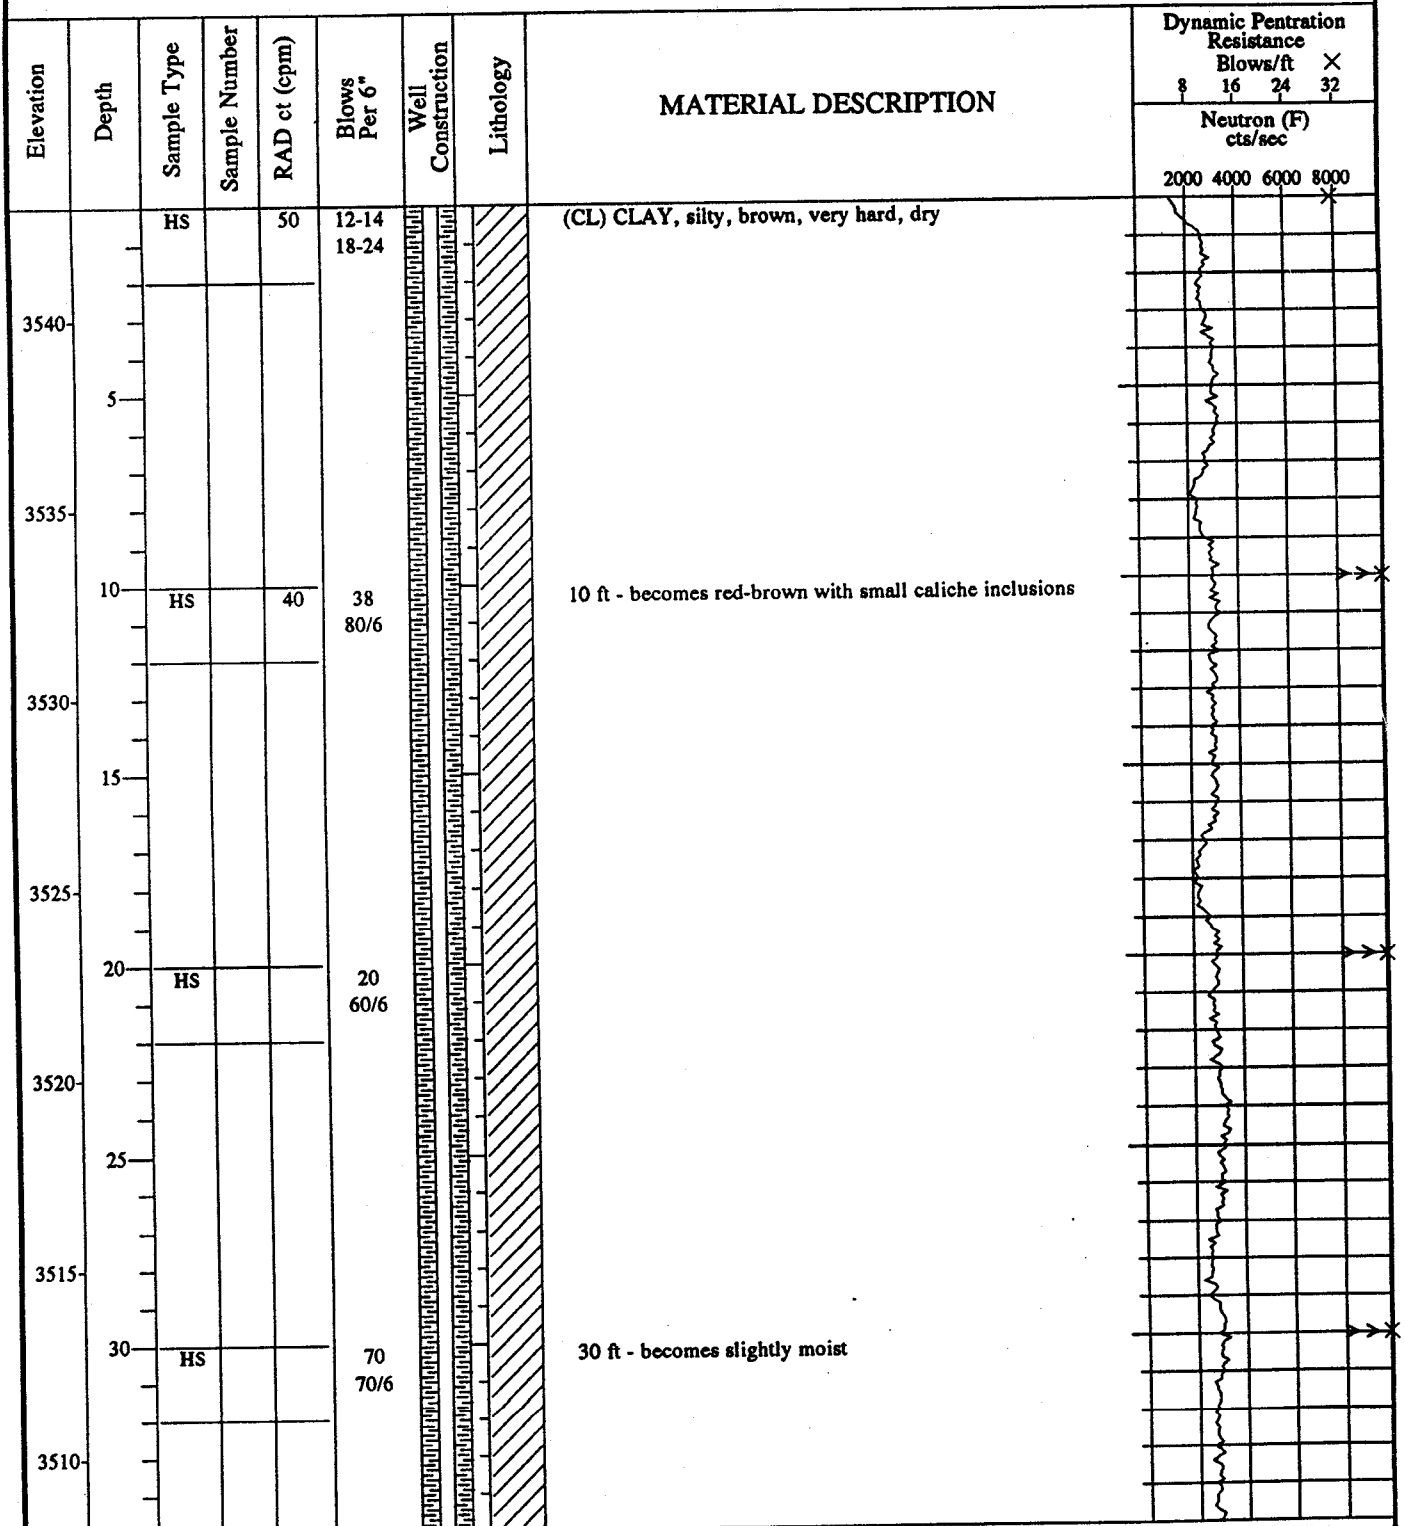 Elevation
Depth
Sample Type
Sample Number
RAD ct (cpm)
Blows
Per 6"
Well
Construction
Lithology
MATERIAL DESCRIPTION
Dynamic Pentration
Resistance
Blows/ft X
8 16 24 32
Neutron (F)
cts/sec
2000 4000 6000 8000
HS 50 12-14 (CL) CLAY, silty, brown, very hard, dry
18-24
3540
5
3535
10
HS 40 38 10 ft - becomes red-brown with small caliche inclusions
80/6
3530
15
3525
20
HS 20
60/6
3520
25
3515
30
HS 70 30 ft - becomes slightly moist
70/6
3510